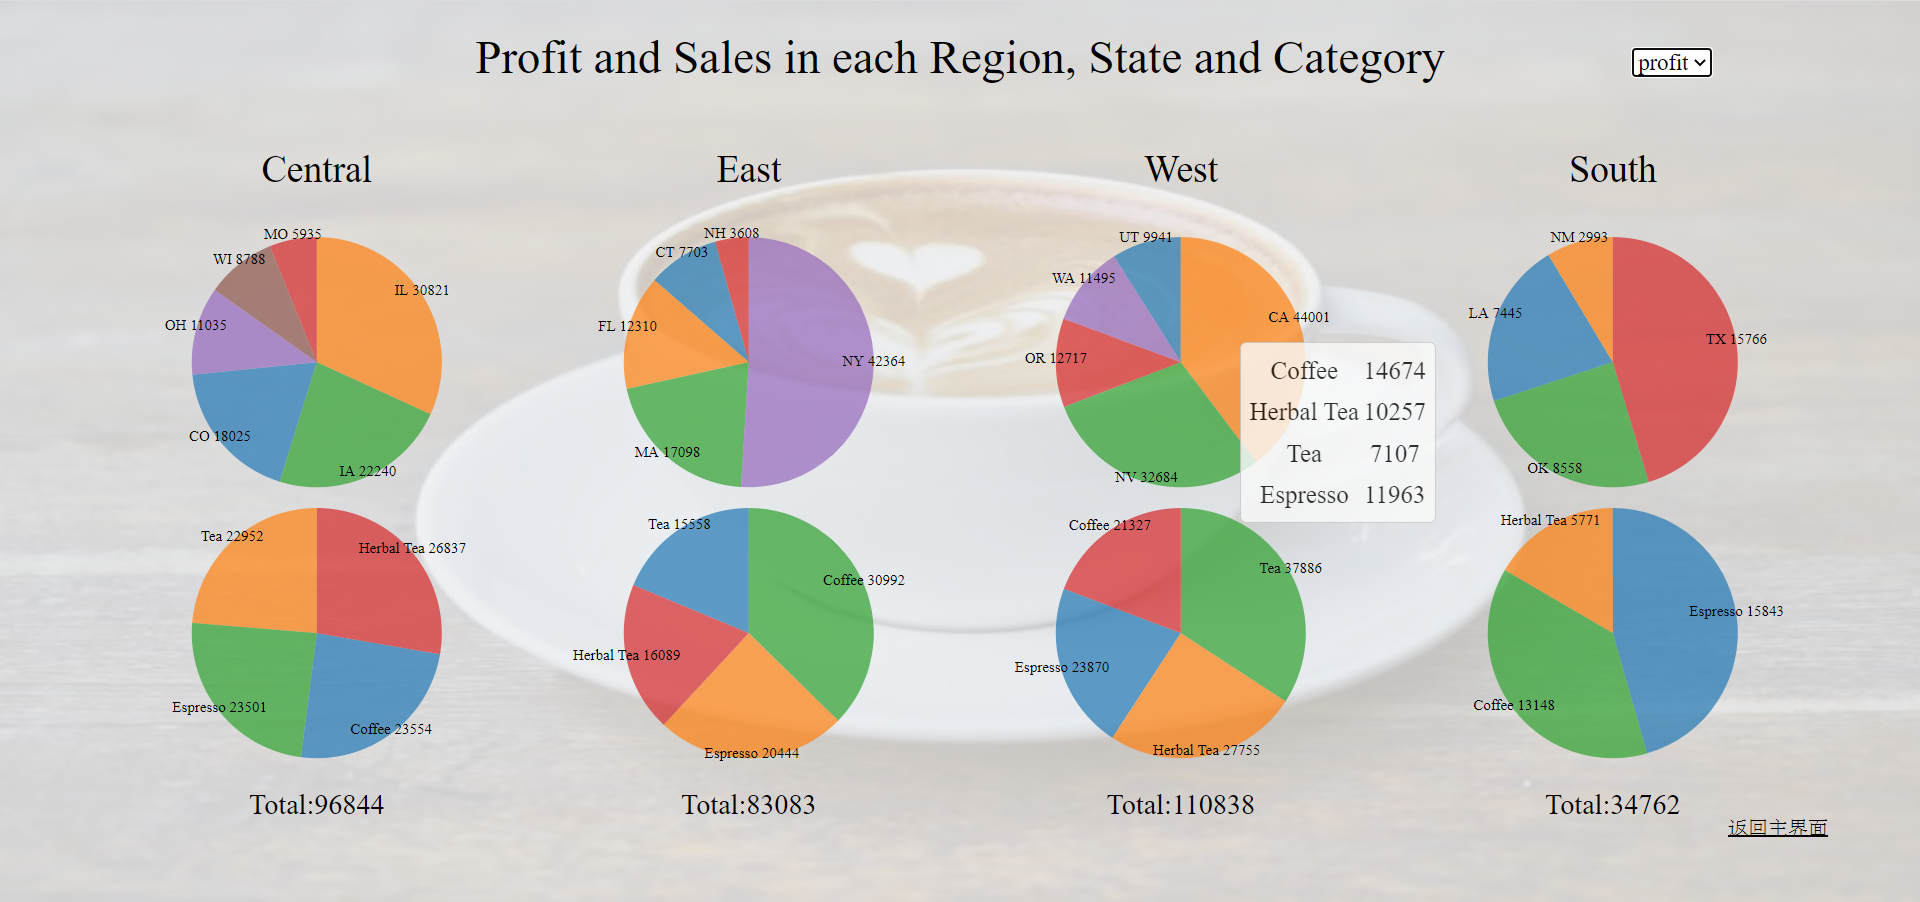 Profit and Sales in each Region, State and Category
profit
Central
MO 5935
WI 8788
IL 30821
OH 11035
CO 18025
IA 22240
Tea 22952
Herbal Tea 26837
Espresso 23501
Coffee 23554
Total:96844
East
NH 3608
CT 7703
FL 12310
NY 42364
MA 17098
Tea 15558
Coffee 30992
Herbal Tea 16089
Espresso 20444
Total:83083
West
UT 9941
WA 11495
CA 44001
OR 12717
NV 32684
Coffee 14674
Herbal Tea 10257
Tea 7107
Espresso 11963
Coffee 21327
Tea 37886
Espresso 23870
Herbal Tea 27755
Total:110838
South
NM 2993
LA 7445
TX 15766
OK 8558
Herbal Tea 5771
Espresso 15843
Coffee 13148
Total:34762
返回主界面